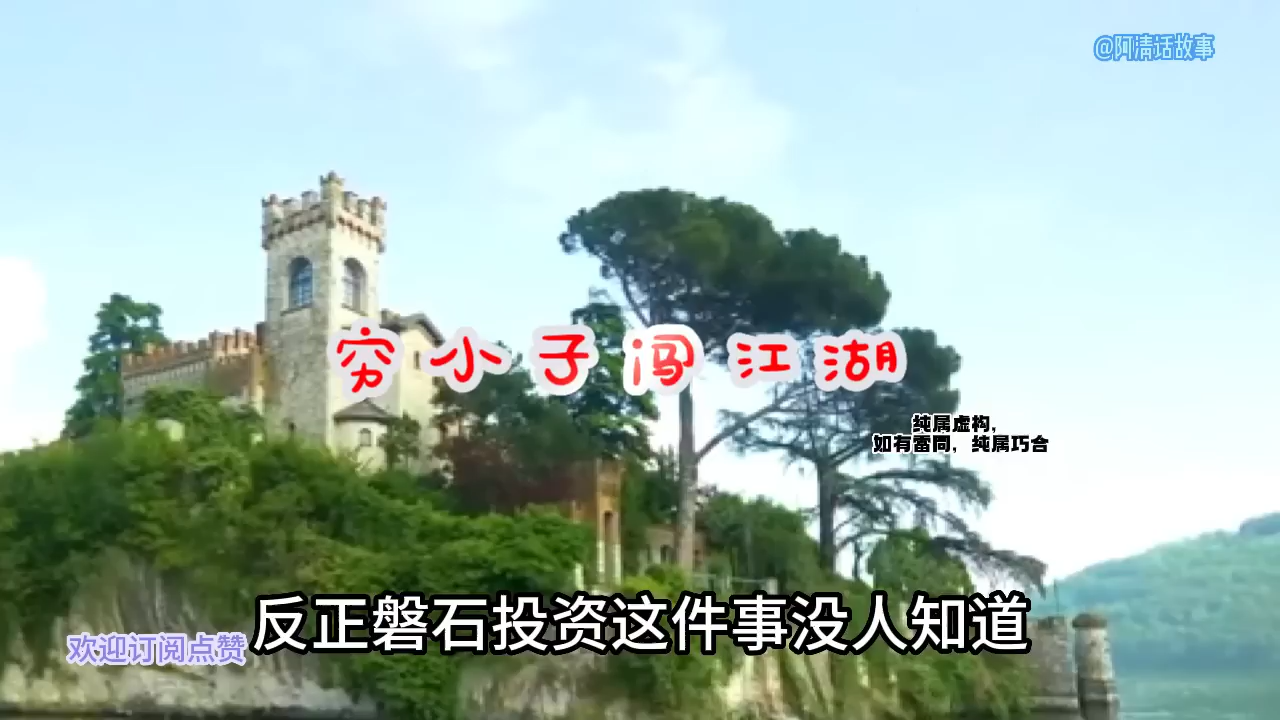 @阿清话故事
穷小子闯江湖
纯属虚构，
如有雷同，纯属巧合
反正磐石投资这件事没人知道
欢迎订阅点赞